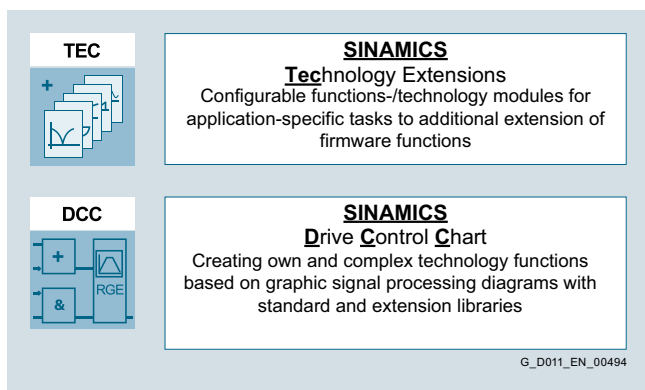 TEC
+
SINAMICS
Technology Extensions
Configurable functions-/technology modules for
application-specific tasks to additional extension of
firmware functions
DCC
+
RGE
&
SINAMICS
Drive Control Chart
Creating own and complex technology functions
based on graphic signal processing diagrams with
standard and extension libraries
G_D011_EN_00494